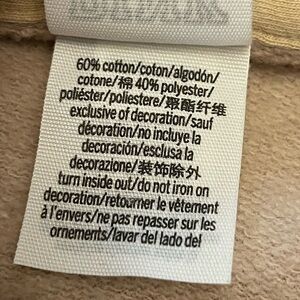 60% cotton/coton/algodón/
cotone/棉 40% polyester/
poliéster/poliestere/聚酯纤维
exclusive of decoration/sauf
décoration/no incluye la
decoración/esclusa la
decorazione/装饰除外
turn inside out/do not iron on
decoration/retourner le vêtement
à l'envers/ne pas repasser sur les
ornements/lavar del lado del